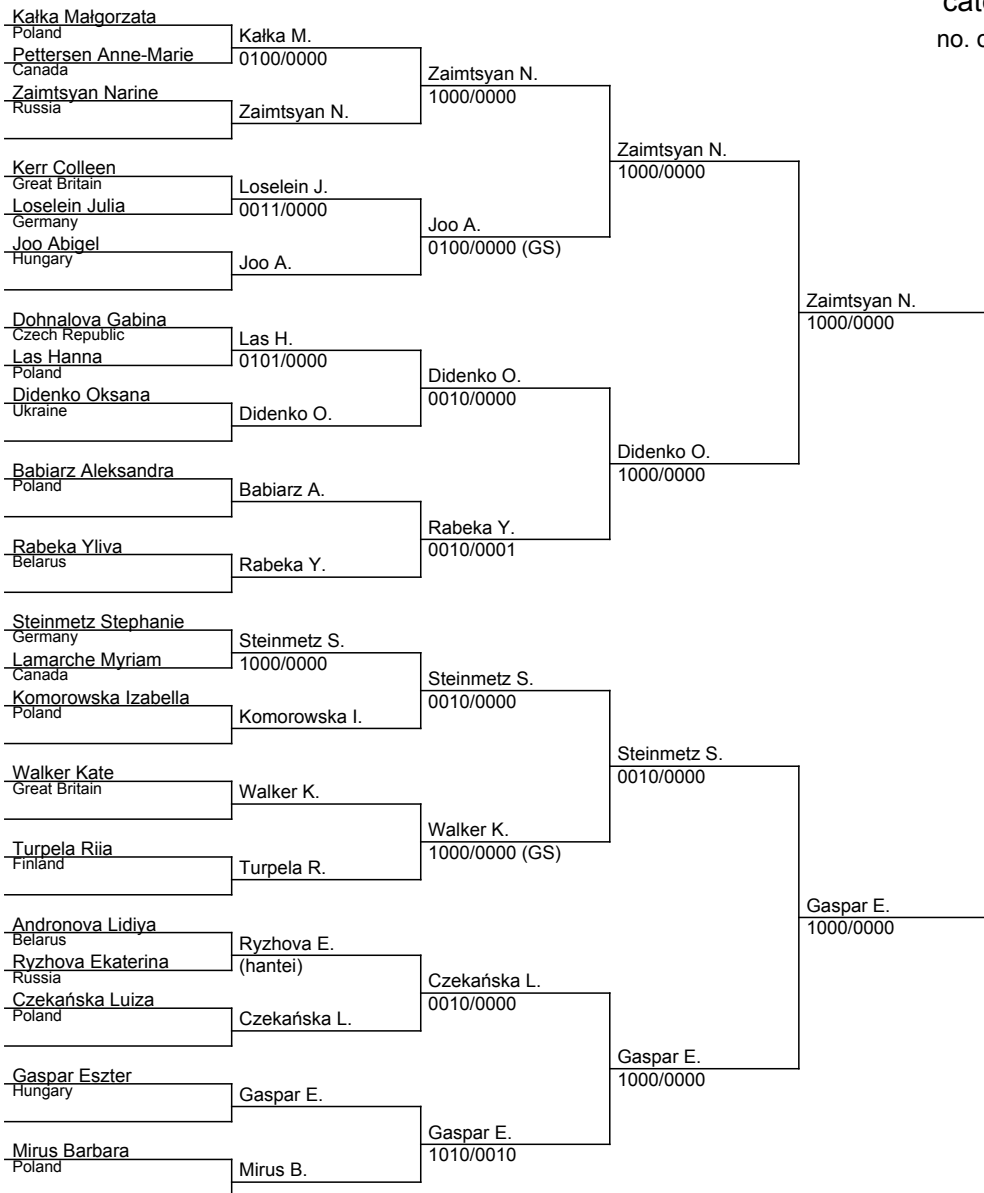 cat
no. o
Kałka Małgorzata
Poland
Pettersen Anne-Marie
Canada
Zaimtsyan Narine
Russia
Kerr Colleen
Great Britain
Loselein Julia
Germany
Joo Abigel
Hungary
Dohnalova Gabina
Czech Republic
Las Hanna
Poland
Didenko Oksana
Ukraine
Babiarz Aleksandra
Poland
Rabeka Yliva
Belarus
Steinmetz Stephanie
Germany
Lamarche Myriam
Canada
Komorowska Izabella
Poland
Walker Kate
Great Britain
Turpela Riia
Finland
Andronova Lidiya
Belarus
Ryzhova Ekaterina
Russia
Czekańska Luiza
Poland
Gaspar Eszter
Hungary
Mirus Barbara
Poland
Kałka M.
0100/0000
Zaimtsyan N.
Loselein J.
0011/0000
Joo A.
Las H.
0101/0000
Didenko O.
Babiarz A.
Rabeka Y.
Steinmetz S.
1000/0000
Komorowska I.
Walker K.
Turpela R.
Ryzhova E.
(hantei)
Czekańska L.
Gaspar E.
Mirus B.
Zaimtsyan N.
1000/0000
Joo A.
0100/0000 (GS)
Didenko O.
0010/0000
Rabeka Y.
0010/0001
Steinmetz S.
0010/0000
Walker K.
1000/0000 (GS)
Czekańska L.
0010/0000
Gaspar E.
1010/0010
Zaimtsyan N.
1000/0000
Didenko O.
1000/0000
Steinmetz S.
0010/0000
Gaspar E.
1000/0000
Zaimtsyan N.
1000/0000
Gaspar E.
1000/0000